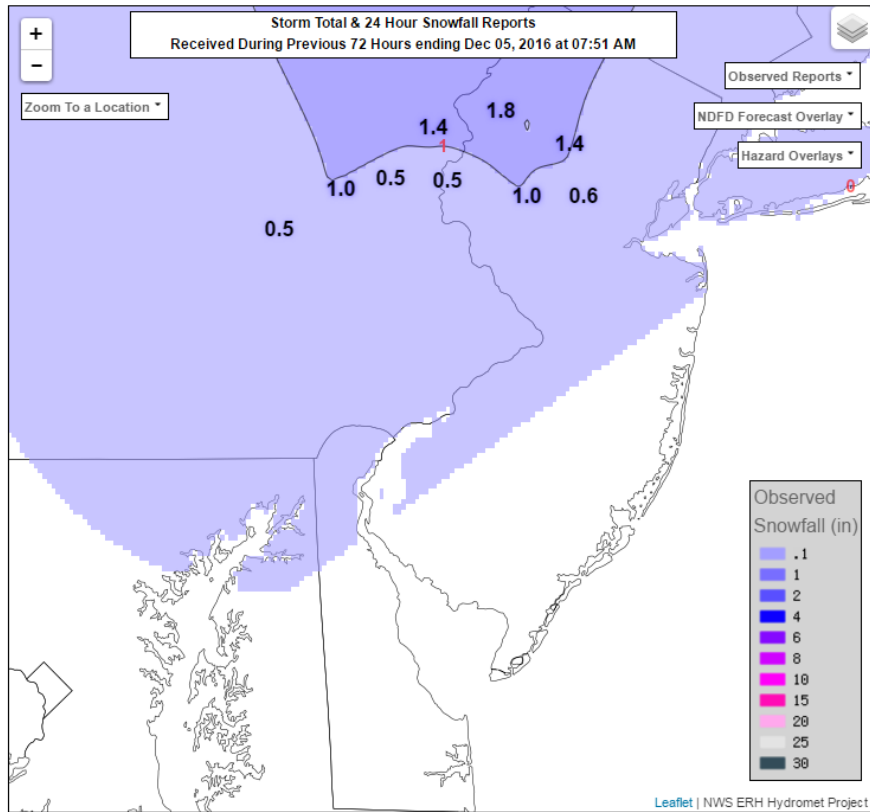 +
−
Storm Total & 24 Hour Snowfall Reports
Received During Previous 72 Hours ending Dec 05, 2016 at 07:51 AM
Zoom To a Location
Observed Reports
NDFD Forecast Overlay
Hazard Overlays
1.8
1.4
1
1.4
1.0
0.5
0.5
1.0
0.6
0
0.5
Observed
Snowfall (in)
.1
1
2
4
6
8
10
15
20
25
30
Leaflet | NWS ERH Hydromet Project